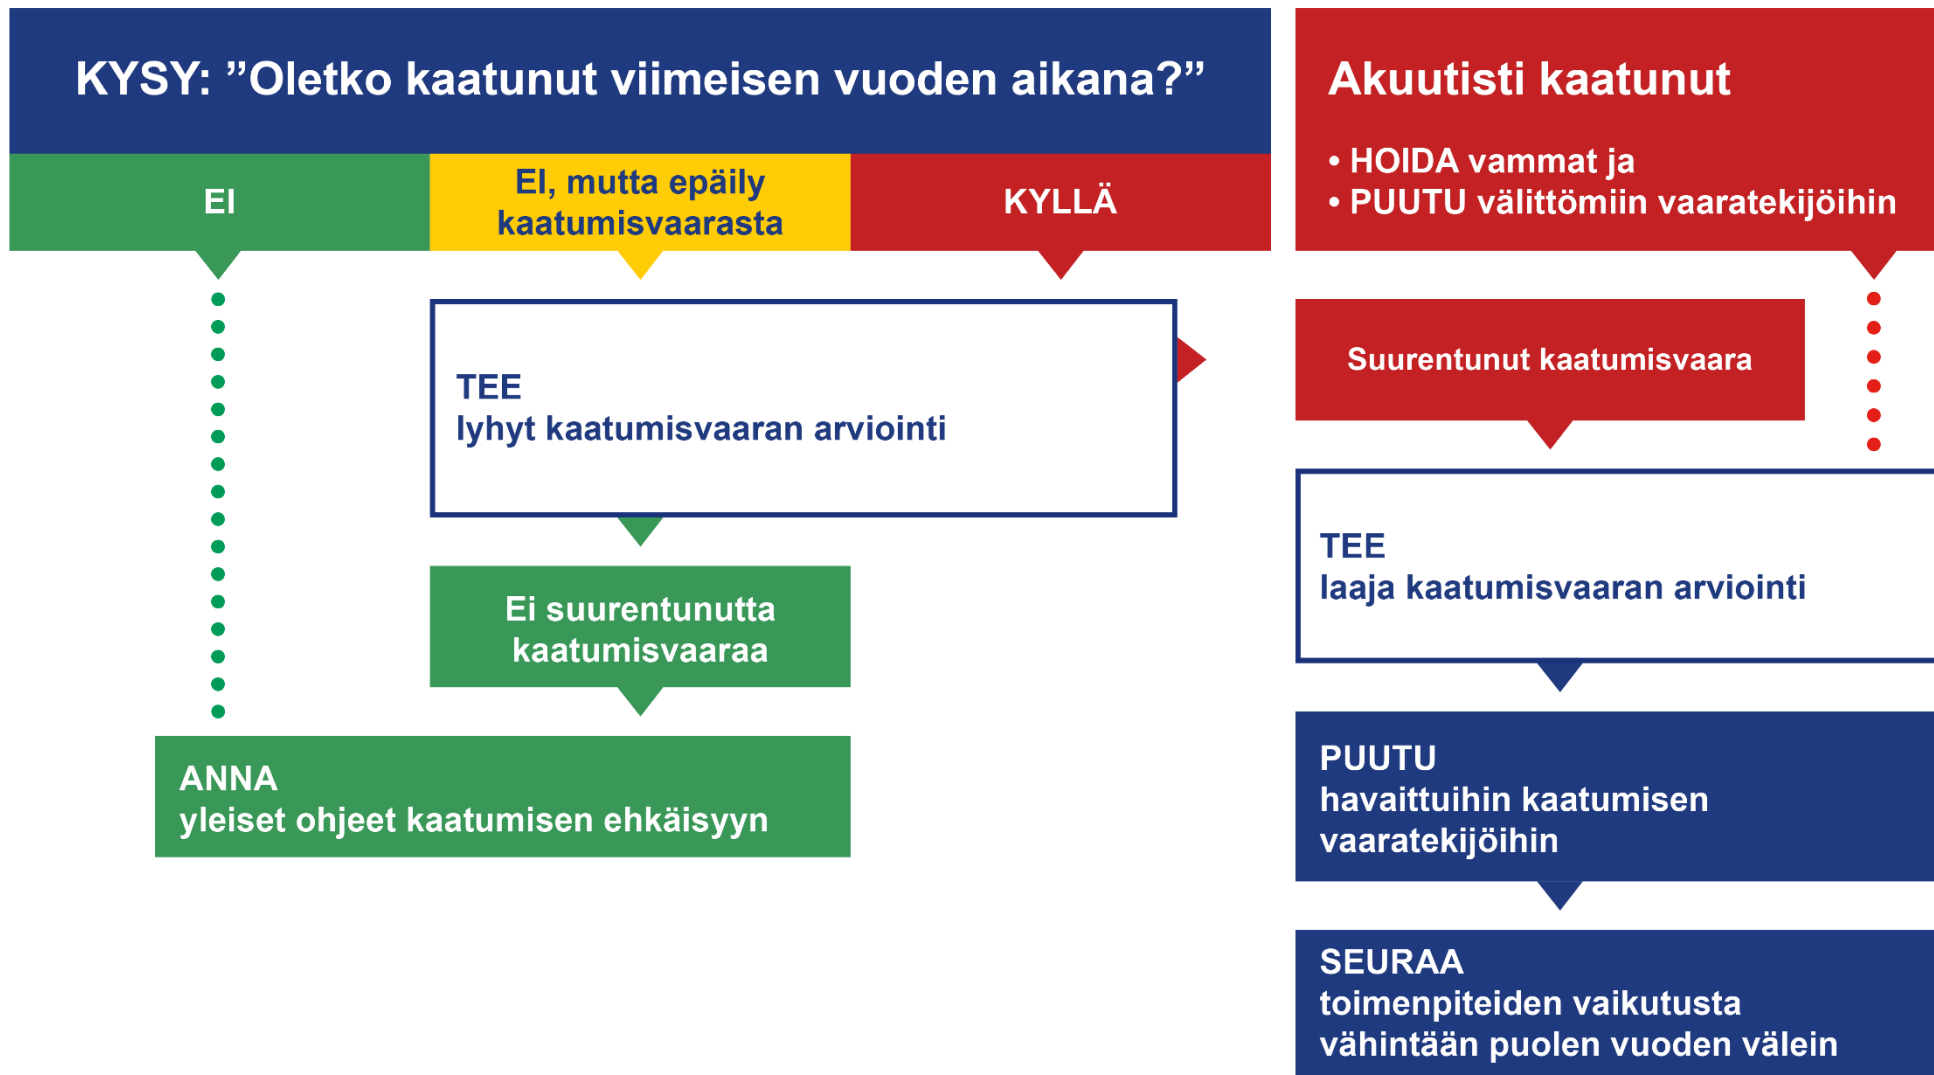 KYSY: ”Oletko kaatunut viimeisen vuoden aikana?”
EI
EI, mutta epäily
kaatumisvaarasta
KYLLÄ
TEE
lyhyt kaatumisvaaran arviointi
Ei suurentunutta
kaatumisvaaraa
ANNA
yleiset ohjeet kaatumisen ehkäisyyn
Akuutisti kaatunut
• HOIDA vammat ja
• PUUTU välittömiin vaaratekijöihin
Suurentunut kaatumisvaara
TEE
laaja kaatumisvaaran arviointi
PUUTU
havaittuihin kaatumisen
vaaratekijöihin
SEURAA
toimenpiteiden vaikutusta
vähintään puolen vuoden välein